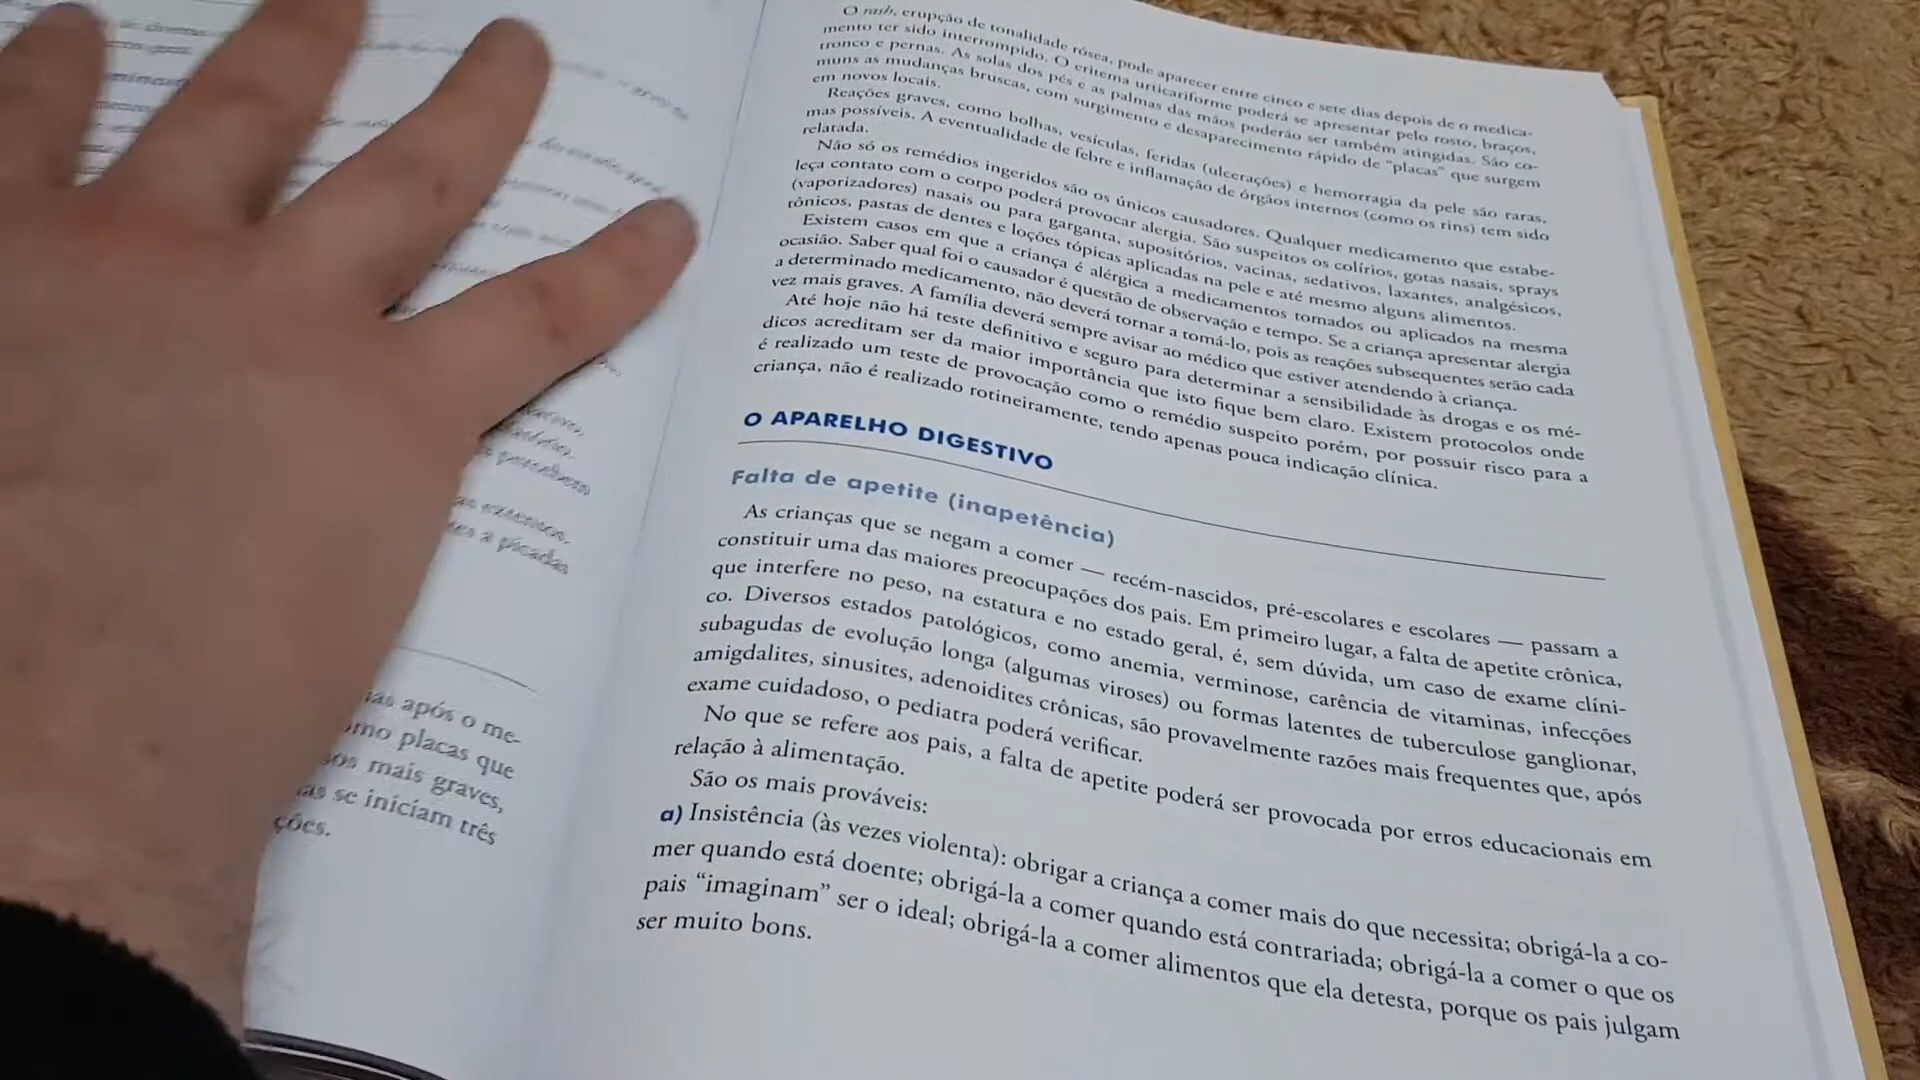 nas após o me-
omo placas que
sos mais graves,
as se iniciam três
ções.
O rash, erupção de tonalidade rósea, pode aparecer entre cinco e sete dias depois de o medica-
mento ter sido interrompido. O eritema urticariforme poderá se apresentar pelo rosto, braços,
tronco e pernas. As solas dos pés e as palmas das mãos poderão ser também atingidas. São co-
muns as mudanças bruscas, com surgimento e desaparecimento rápido de “placas” que surgem
em novos locais.
Reações graves, como bolhas, vesículas, feridas (ulcerações) e hemorragia da pele são raras,
mas possíveis. A eventualidade de febre e inflamação de órgãos internos (como os rins) tem sido
relatada.
Não só os remédios ingeridos são os únicos causadores. Qualquer medicamento que estabe-
leça contato com o corpo poderá provocar alergia. São suspeitos os colírios, gotas nasais, sprays
(vaporizadores) nasais ou para garganta, supositórios, vacinas, sedativos, laxantes, analgésicos,
tônicos, pastas de dentes e loções tópicas aplicadas na pele e até mesmo alguns alimentos.
Existem casos em que a criança é alérgica a medicamentos tomados ou aplicados na mesma
ocasião. Saber qual foi o causador é questão de observação e tempo. Se a criança apresentar alergia
a determinado medicamento, não deverá tornar a tomá-lo, pois as reações subsequentes serão cada
vez mais graves. A família deverá sempre avisar ao médico que estiver atendendo à criança.
Até hoje não há teste definitivo e seguro para determinar a sensibilidade às drogas e os mé-
dicos acreditam ser da maior importância que isto fique bem claro. Existem protocolos onde
é realizado um teste de provocação como o remédio suspeito porém, por possuir risco para a
criança, não é realizado rotineiramente, tendo apenas pouca indicação clínica.
O APARELHO DIGESTIVO
Falta de apetite (inapetência)
As crianças que se negam a comer — recém-nascidos, pré-escolares e escolares — passam a
constituir uma das maiores preocupações dos pais. Em primeiro lugar, a falta de apetite crônica,
que interfere no peso, na estatura e no estado geral, é, sem dúvida, um caso de exame clíni-
co. Diversos estados patológicos, como anemia, verminose, carência de vitaminas, infecções
subagudas de evolução longa (algumas viroses) ou formas latentes de tuberculose ganglionar,
amigdalites, sinusites, adenoidites crônicas, são provavelmente razões mais frequentes que, após
exame cuidadoso, o pediatra poderá verificar.
No que se refere aos pais, a falta de apetite poderá ser provocada por erros educacionais em
relação à alimentação.
São os mais prováveis:
a) Insistência (às vezes violenta): obrigar a criança a comer mais do que necessita; obrigá-la a co-
mer quando está doente; obrigá-la a comer quando está contrariada; obrigá-la a comer o que os
pais “imaginam” ser o ideal; obrigá-la a comer alimentos que ela detesta, porque os pais julgam
ser muito bons.